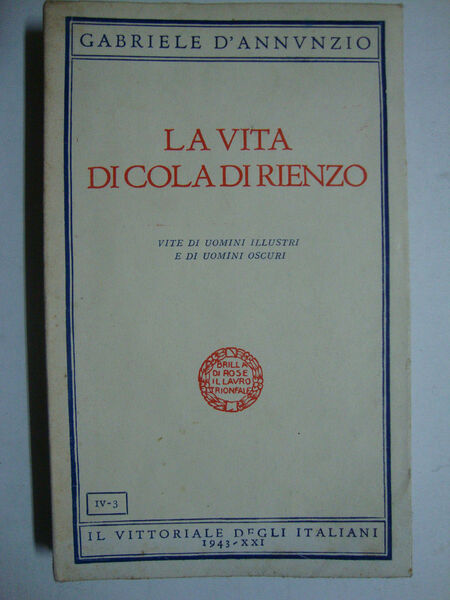 GABRIELE D'ANNVNZIO
LA VITA
DI COLA DI RIENZO
VITE DI UOMINI ILLUSTRI
E DI UOMINI OSCURI
BRILLA
DI ROSE
IL LAVRO
TRIONFALE
IV-3
IL VITTORIALE DEGLI ITALIANI
1943-XXI